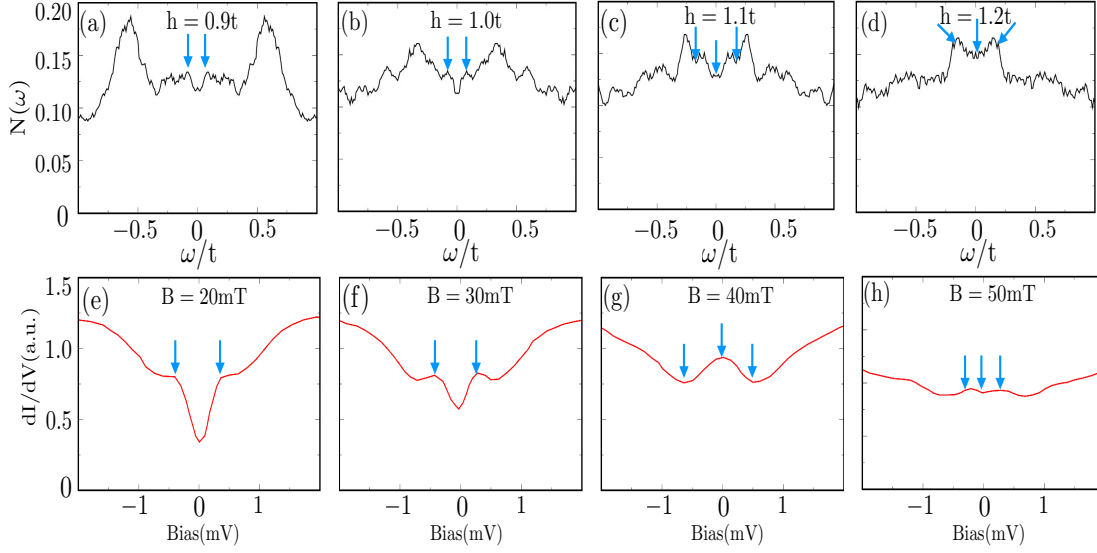 (a) h = 0.9t
(b) h = 1.0t
(c) h = 1.1t
(d) h = 1.2t
N(ω)
0.20
0.15
0.10
0.05
0
−0.5 0 0.5
−0.5 0 0.5
−0.5 0 0.5
−0.5 0 0.5
ω/t
ω/t
ω/t
ω/t
(e) B = 20mT
(f) B = 30mT
(g) B = 40mT
(h) B = 50mT
dI/dV(a.u.)
1.5
1.0
0.5
0
−1 0 1
−1 0 1
−1 0 1
−1 0 1
Bias(mV)
Bias(mV)
Bias(mV)
Bias(mV)